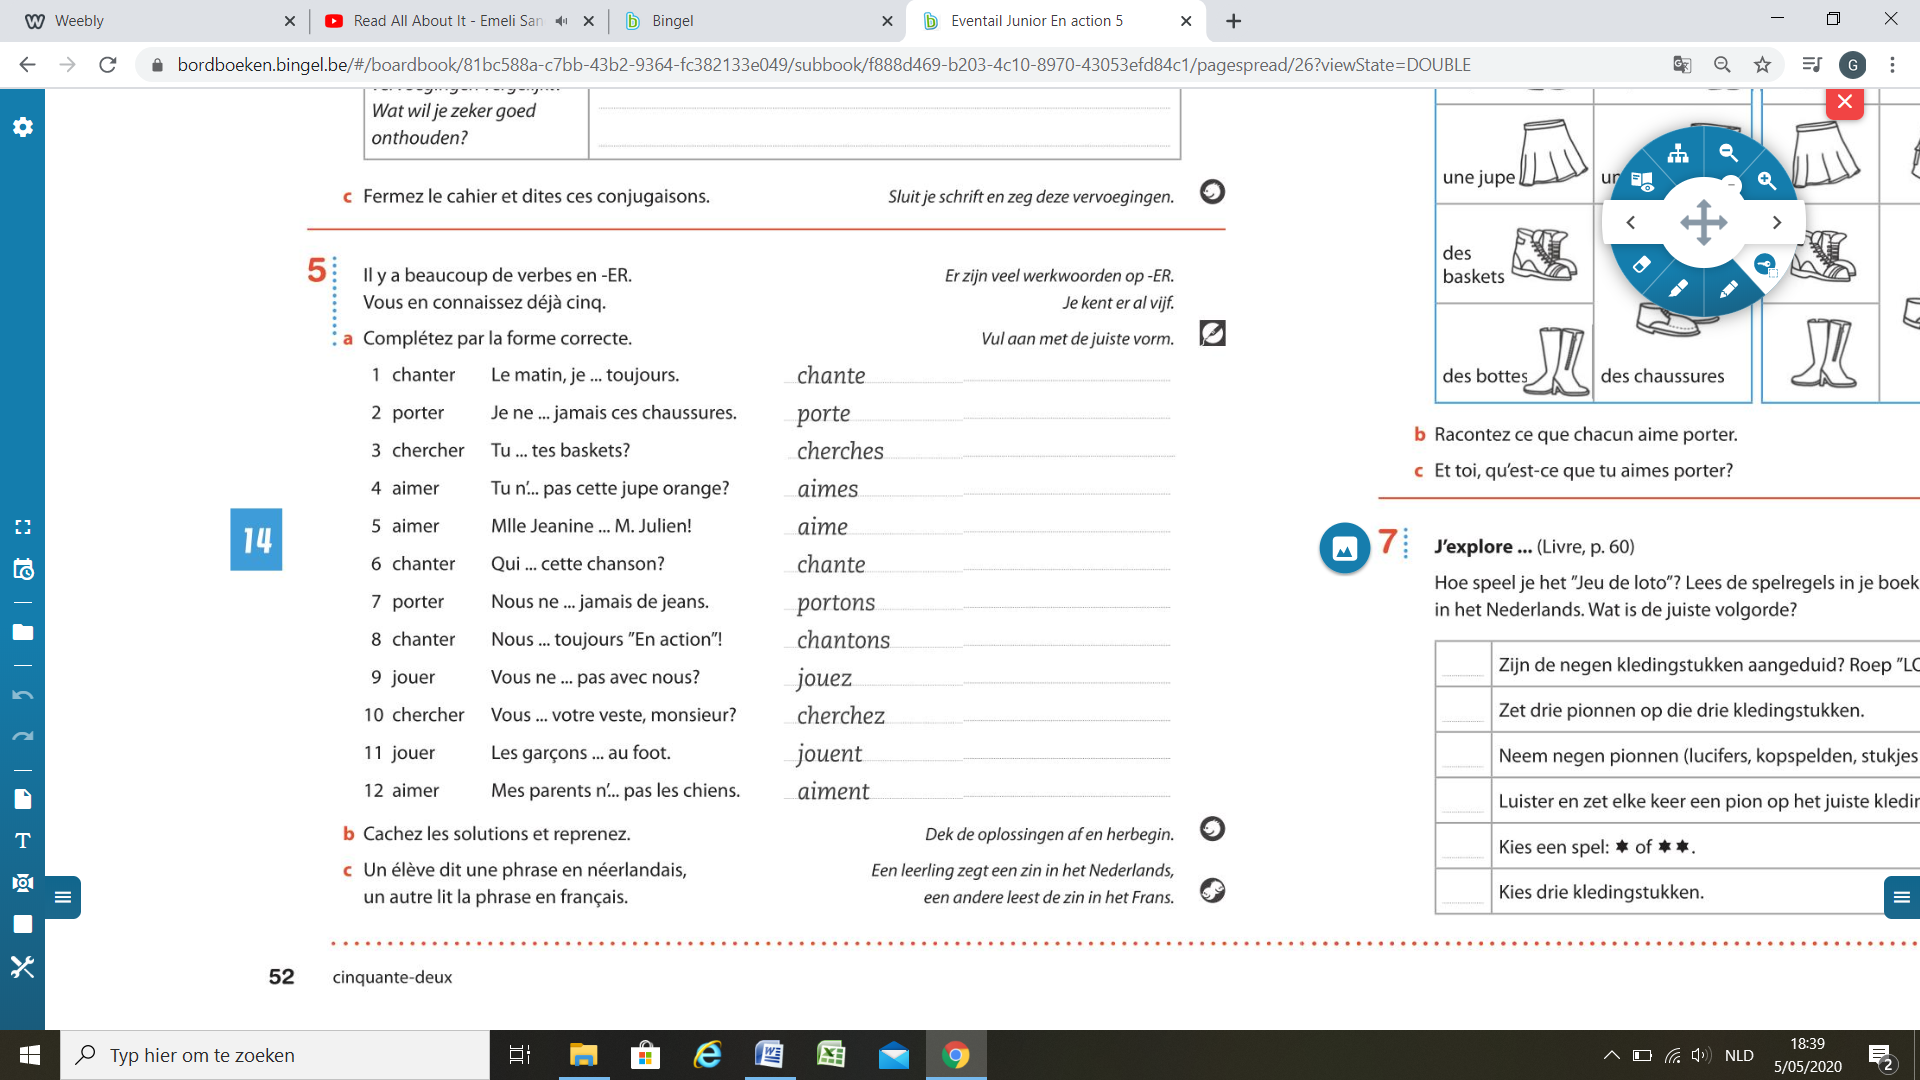 Weebly
Read All About It - Emeli San
Bingel
Eventail Junior En action 5
bordboeken.bingel.be/#/boardbook/81bc588a-c7bb-43b2-9364-fc382133e049/subbook/f888d469-b203-4c10-8970-43053efd84c1/pagespread/26?viewState=DOUBLE
G
Wat wil je zeker goed
onthouden?
c Fermez le cahier et dites ces conjugaisons. Sluit je schrift en zeg deze vervoegingen.
5 Il y a beaucoup de verbes en -ER. Er zijn veel werkwoorden op -ER.
Vous en connaissez déjà cinq. Je kent er al vijf.
a Complétez par la forme correcte. Vul aan met de juiste vorm.
1 chanter Le matin, je ... toujours. chante
2 porter Je ne ... jamais ces chaussures. porte
3 chercher Tu ... tes baskets? cherches
4 aimer Tu n'... pas cette jupe orange? aimes
5 aimer Mlle Jeanine ... M. Julien! aime
6 chanter Qui ... cette chanson? chante
7 porter Nous ne ... jamais de jeans. portons
8 chanter Nous ... toujours "En action"! chantons
9 jouer Vous ne ... pas avec nous? jouez
10 chercher Vous ... votre veste, monsieur? cherchez
11 jouer Les garçons ... au foot. jouent
12 aimer Mes parents n'... pas les chiens. aiment
b Cachez les solutions et reprenez. Dek de oplossingen af en herbegin.
c Un élève dit une phrase en néerlandais, Een leerling zegt een zin in het Nederlands,
un autre lit la phrase en français. een andere leest de zin in het Frans.
14
52 cinquante-deux
une jupe
des
baskets
des bottes des chaussures
b Racontez ce que chacun aime porter.
c Et toi, qu'est-ce que tu aimes porter?
7 J'explore ... (Livre, p. 60)
Hoe speel je het "Jeu de loto"? Lees de spelregels in je boek
in het Nederlands. Wat is de juiste volgorde?
Zijn de negen kledingstukken aangeduid? Roep "LO
Zet drie pionnen op die drie kledingstukken.
Neem negen pionnen (lucifers, kopspelden, stukjes
Luister en zet elke keer een pion op het juiste kledin
Kies een spel: ✱ of ✱✱.
Kies drie kledingstukken.
T
Typ hier om te zoeken
NLD
18:39
5/05/2020
2